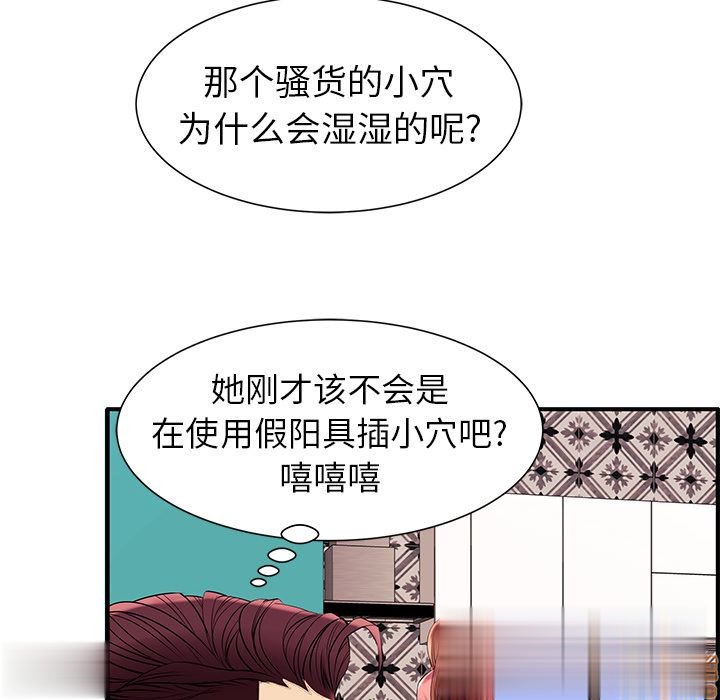 那个骚货的小穴
为什么会湿湿的呢?
她刚才该不会是
在使用假阳具插小穴吧?
嘻嘻嘻